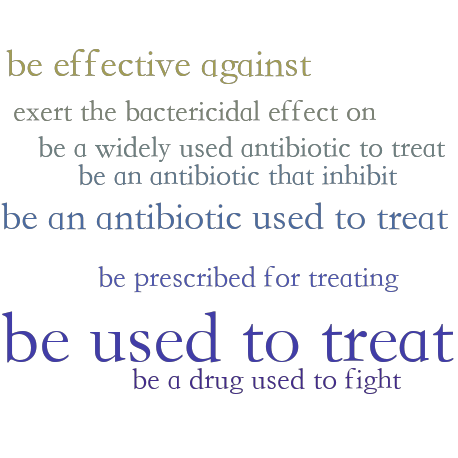 be effective against
exert the bactericidal effect on
be a widely used antibiotic to treat
be an antibiotic that inhibit
be an antibiotic used to treat
be prescribed for treating
be used to treat
be a drug used to fight